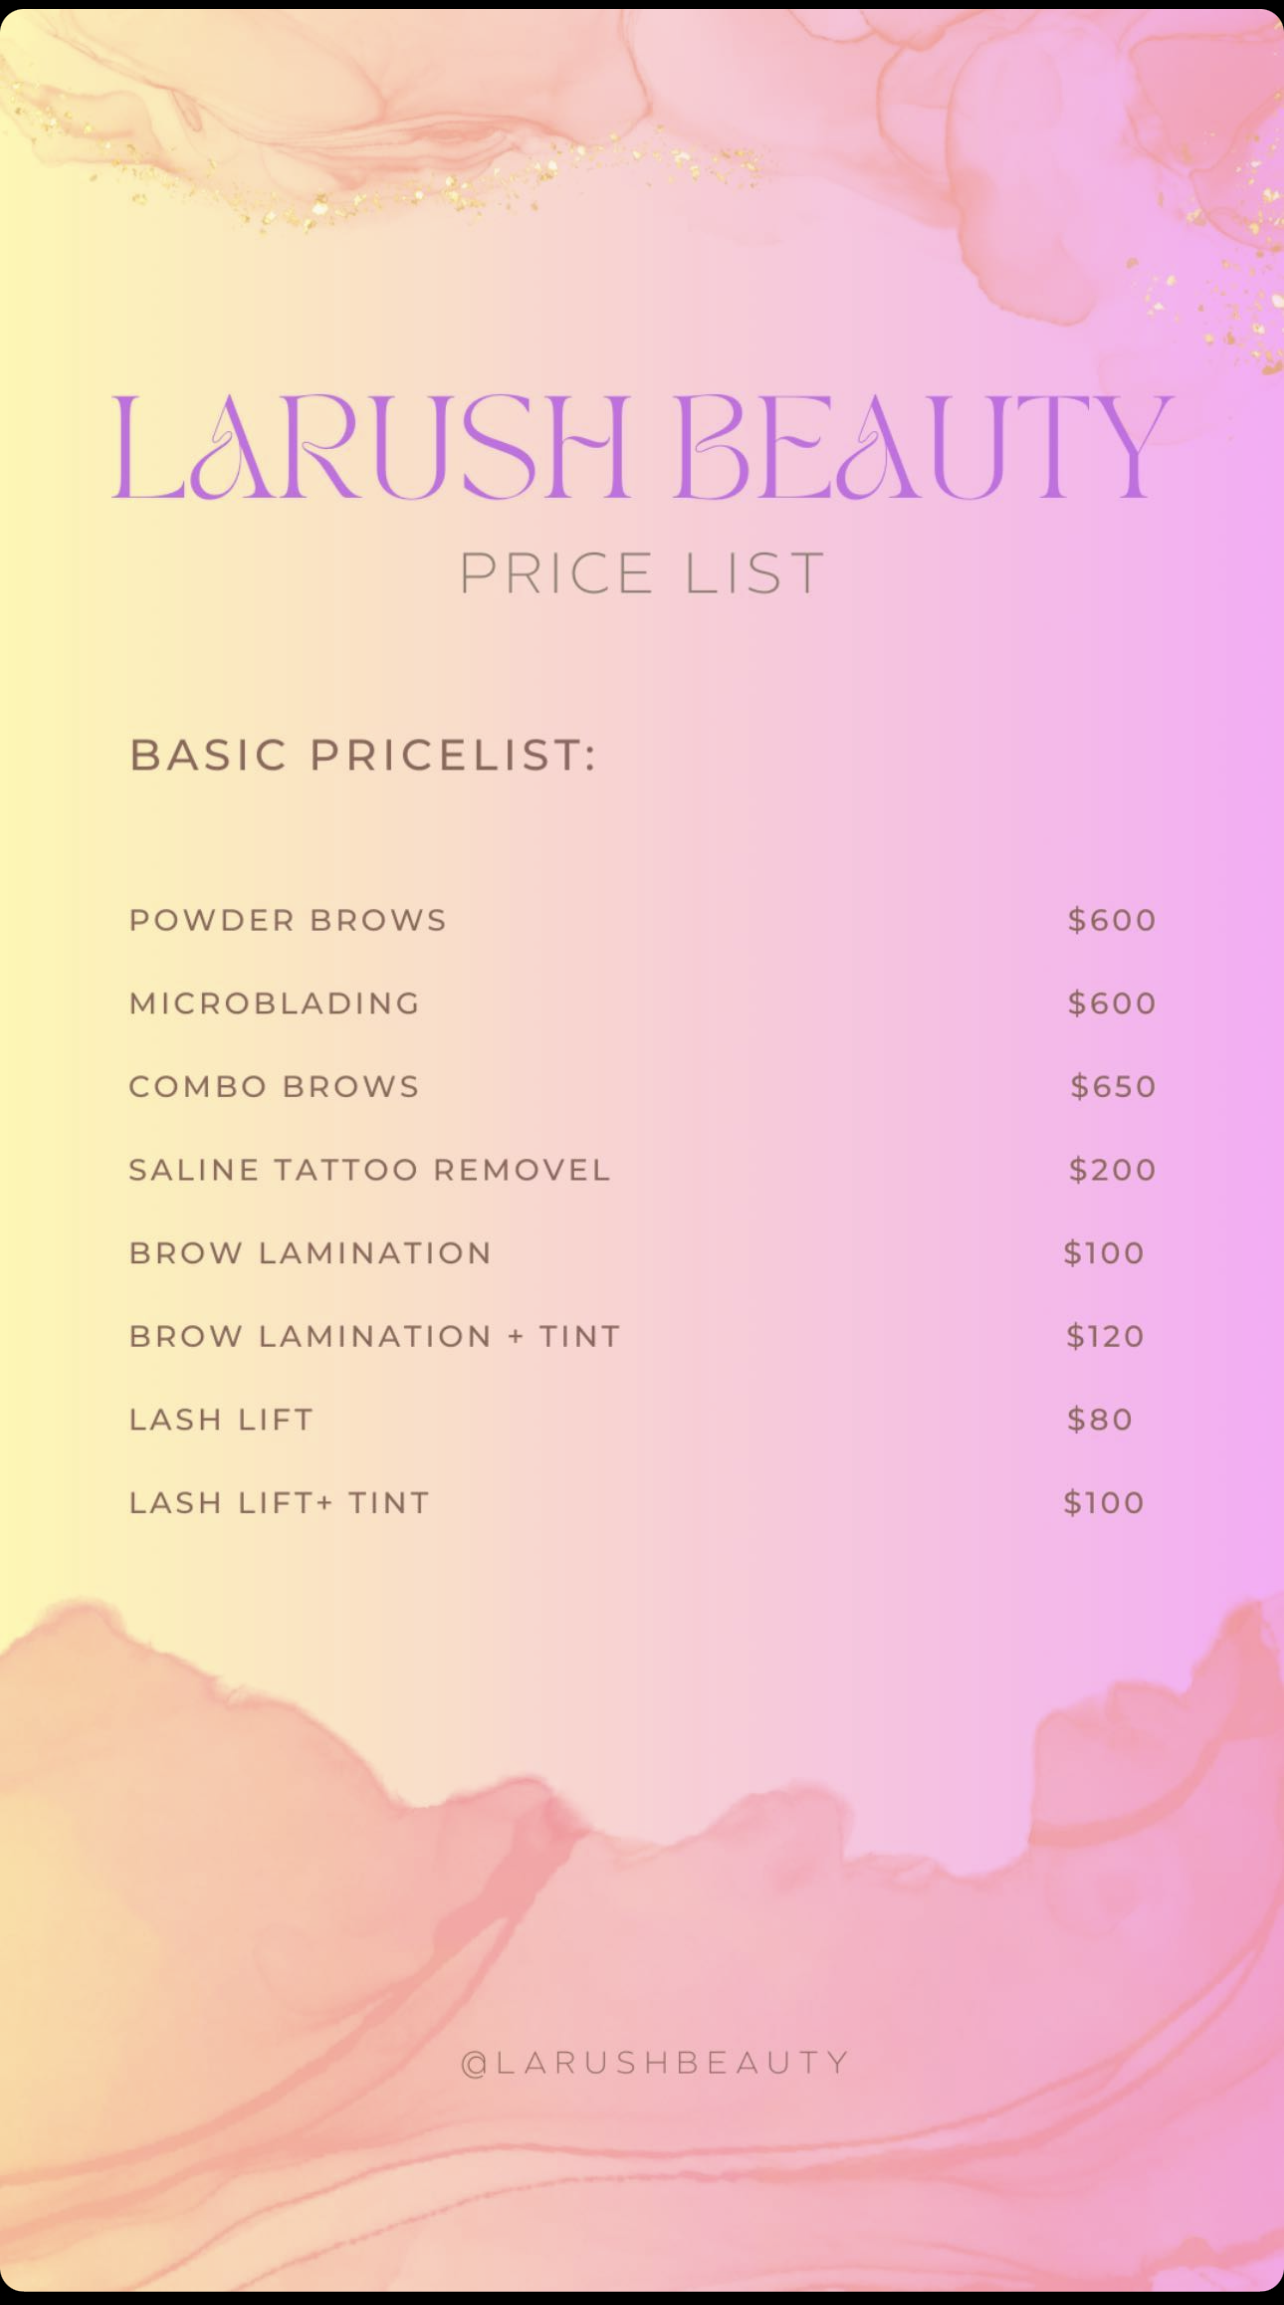 LARUSH BEAUTY
PRICE LIST
BASIC PRICELIST:
POWDER BROWS $600
MICROBLADING $600
COMBO BROWS $650
SALINE TATTOO REMOVEL $200
BROW LAMINATION $100
BROW LAMINATION + TINT $120
LASH LIFT $80
LASH LIFT+ TINT $100
@LARUSHBEAUTY